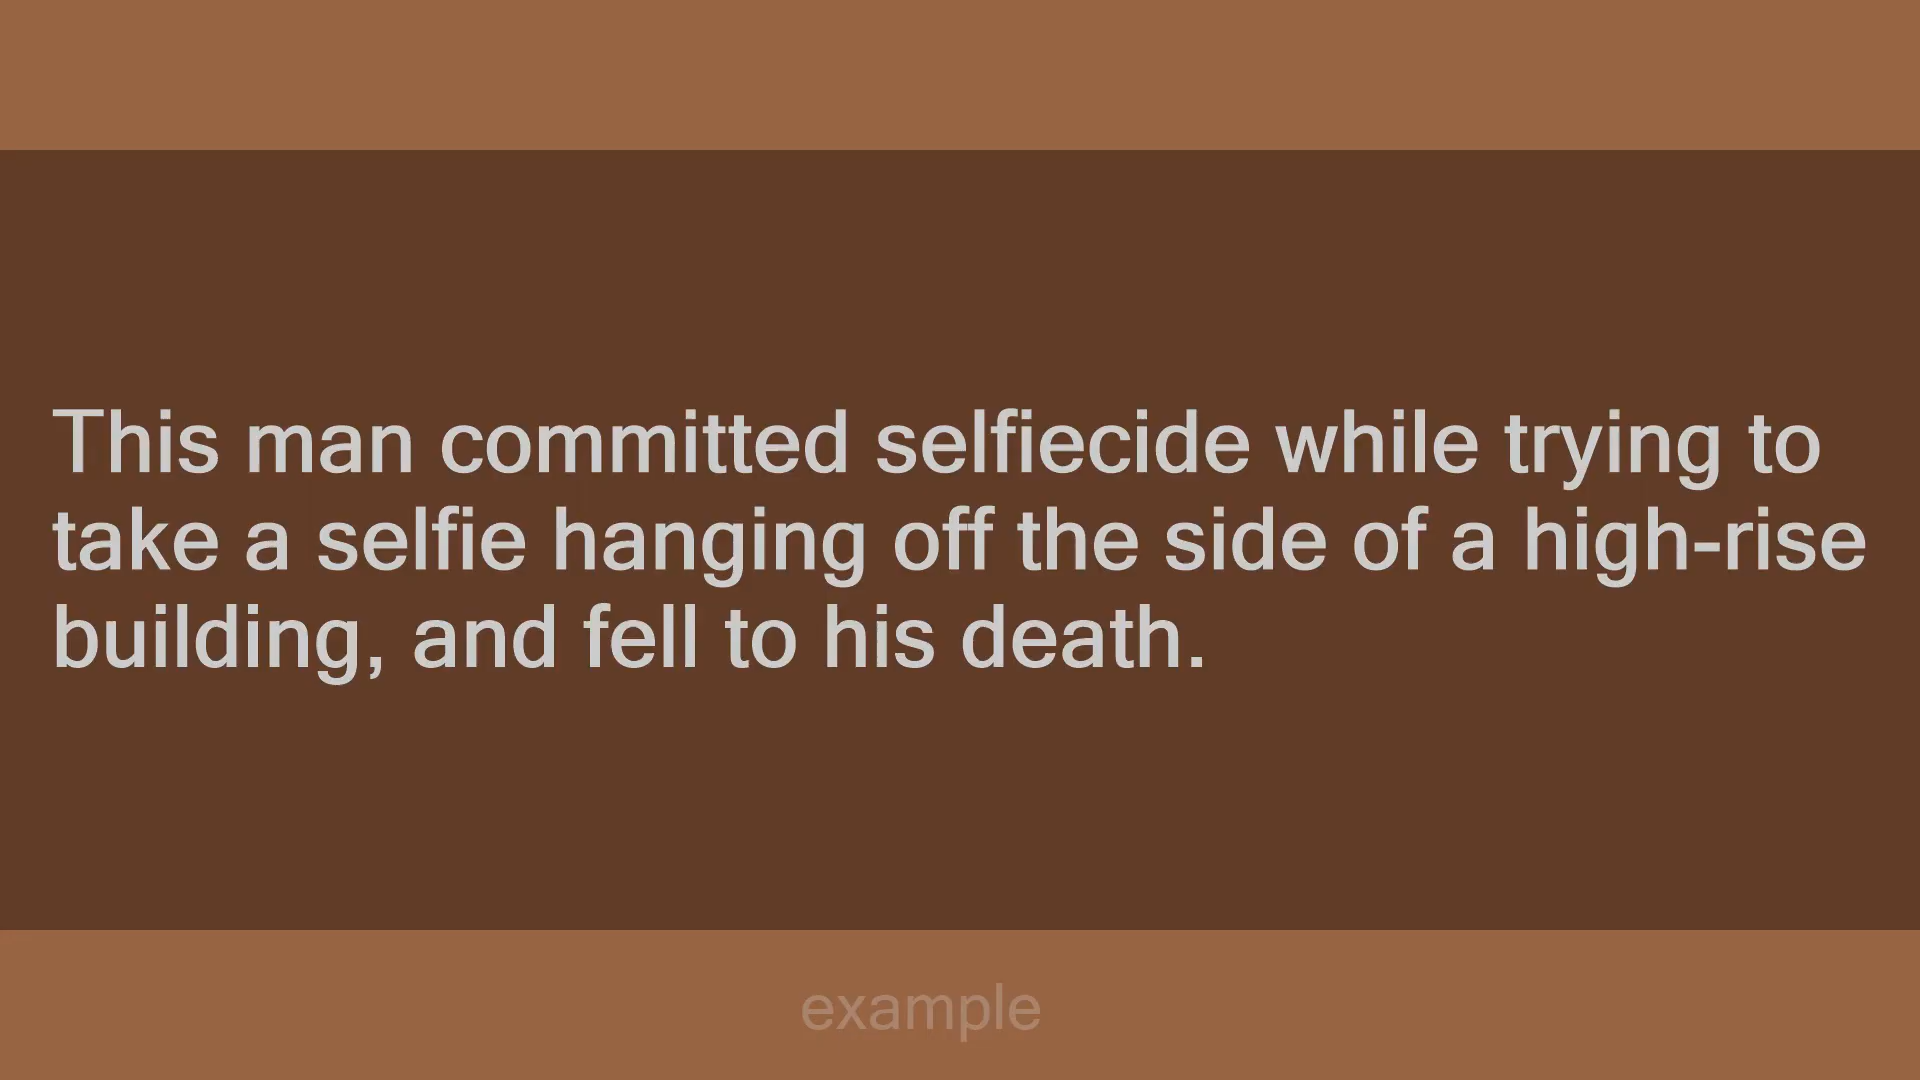 This man committed selfiecide while trying to
take a selfie hanging off the side of a high-rise
building, and fell to his death.
example